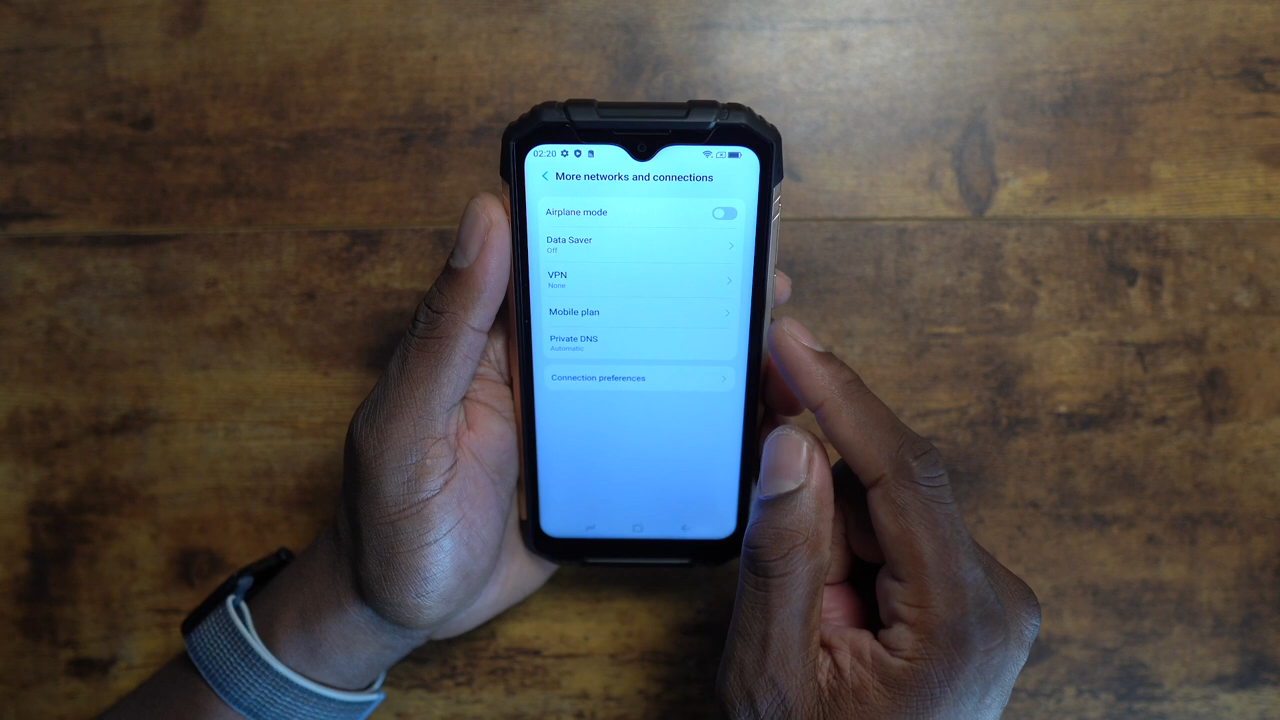 02:20
More networks and connections
Airplane mode
Data Saver
Off
VPN
None
Mobile plan
Private DNS
Automatic
Connection preferences